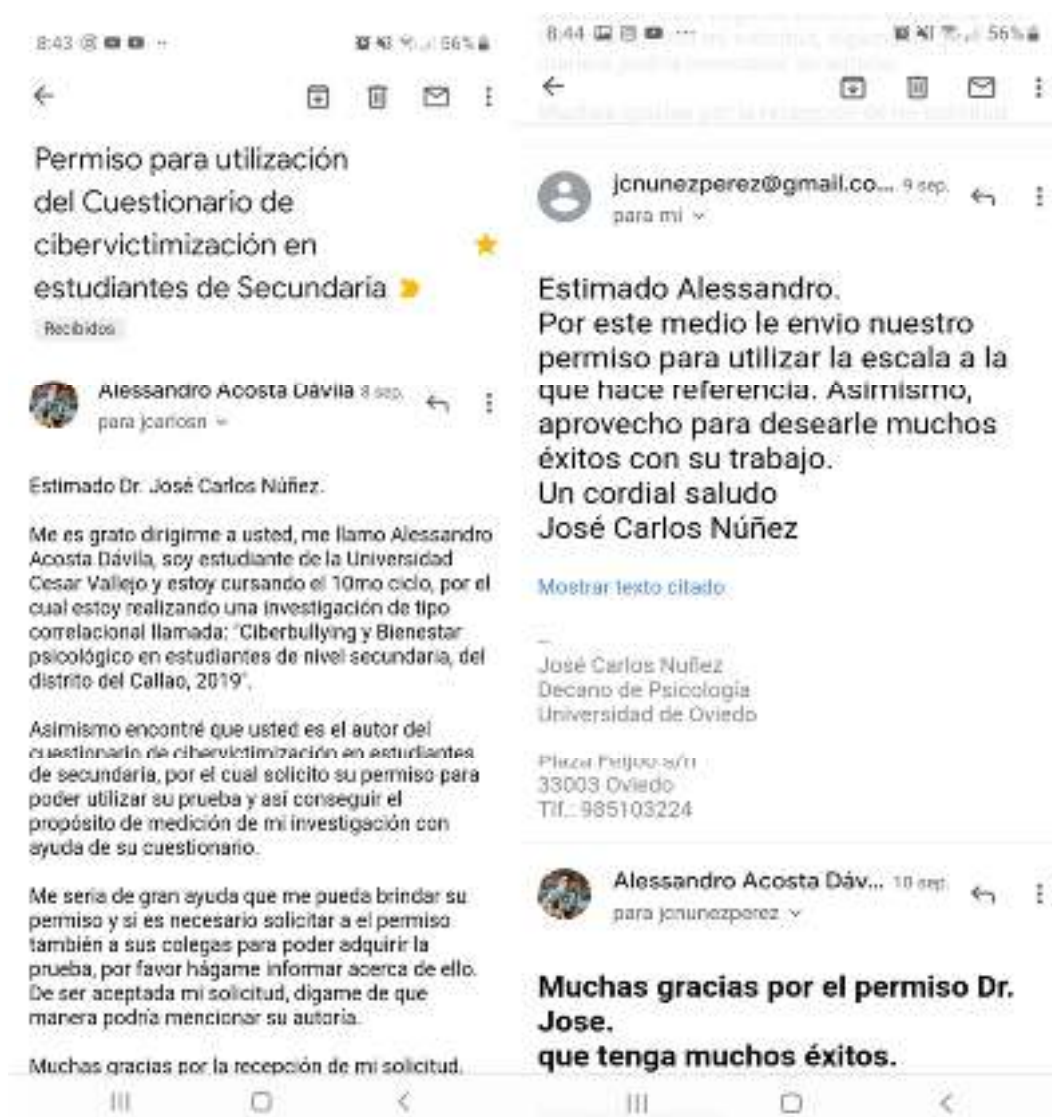 8:43
56%
Permiso para utilización
del Cuestionario de
cibervictimización en
estudiantes de Secundaria
Recibidos
Alessandro Acosta Dávila 8 sep.
para jcarlosn
Estimado Dr. José Carlos Núñez.
Me es grato dirigirme a usted, me llamo Alessandro
Acosta Dávila, soy estudiante de la Universidad
Cesar Vallejo y estoy cursando el 10mo ciclo, por el
cual estoy realizando una investigación de tipo
correlacional llamada: "Ciberbullying y Bienestar
psicológico en estudiantes de nivel secundaria, del
distrito del Callao, 2019".
Asimismo encontré que usted es el autor del
cuestionario de cibervictimización en estudiantes
de secundaria, por el cual solicito su permiso para
poder utilizar su prueba y así conseguir el
propósito de medición de mi investigación con
ayuda de su cuestionario.
Me seria de gran ayuda que me pueda brindar su
permiso y si es necesario solicitar a el permiso
también a sus colegas para poder adquirir la
prueba, por favor hágame informar acerca de ello.
De ser aceptada mi solicitud, dígame de que
manera podría mencionar su autoría.
Muchas gracias por la recepción de mi solicitud.
8:44
56%
jcnunezperez@gmail.co... 9 sep.
para mí
Estimado Alessandro.
Por este medio le envio nuestro
permiso para utilizar la escala a la
que hace referencia. Asimismo,
aprovecho para desearle muchos
éxitos con su trabajo.
Un cordial saludo
José Carlos Núñez
Mostrar texto citado
--
José Carlos Nuñez
Decano de Psicología
Universidad de Oviedo
Plaza Feijoo s/n
33003 Oviedo
Tlf.: 985103224
Alessandro Acosta Dáv... 10 sep.
para jcnunezperez
Muchas gracias por el permiso Dr.
Jose.
que tenga muchos éxitos.